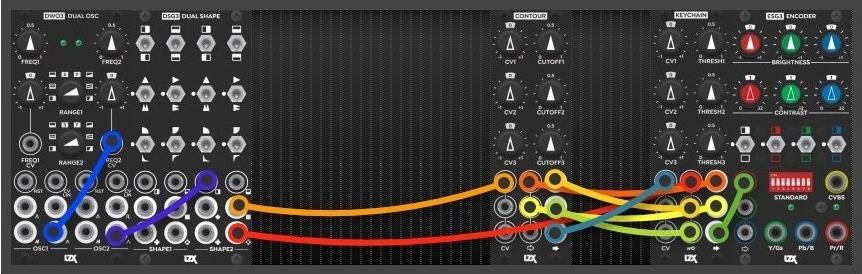 DWO3 DUAL OSC
DSG3 DUAL SHAPE
CONTOUR
KEYCHAIN
ESG3 ENCODER
FREQ1
FREQ2
CV1
CUTOFF1
CV1
THRESH1
BRIGHTNESS
RANGE1
CV2
CUTOFF2
CV2
THRESH2
CONTRAST
FREQ1
CV
RANGE2
FREQ2
CV
CV3
CUTOFF3
CV3
THRESH3
RST
RST
ON
STANDARD
CVBS
OSC1
OSC2
SHAPE1
SHAPE2
CV
CV
Y/Gs
Pb/B
Pr/R
LZX
LZX
LZX
LZX
LZX